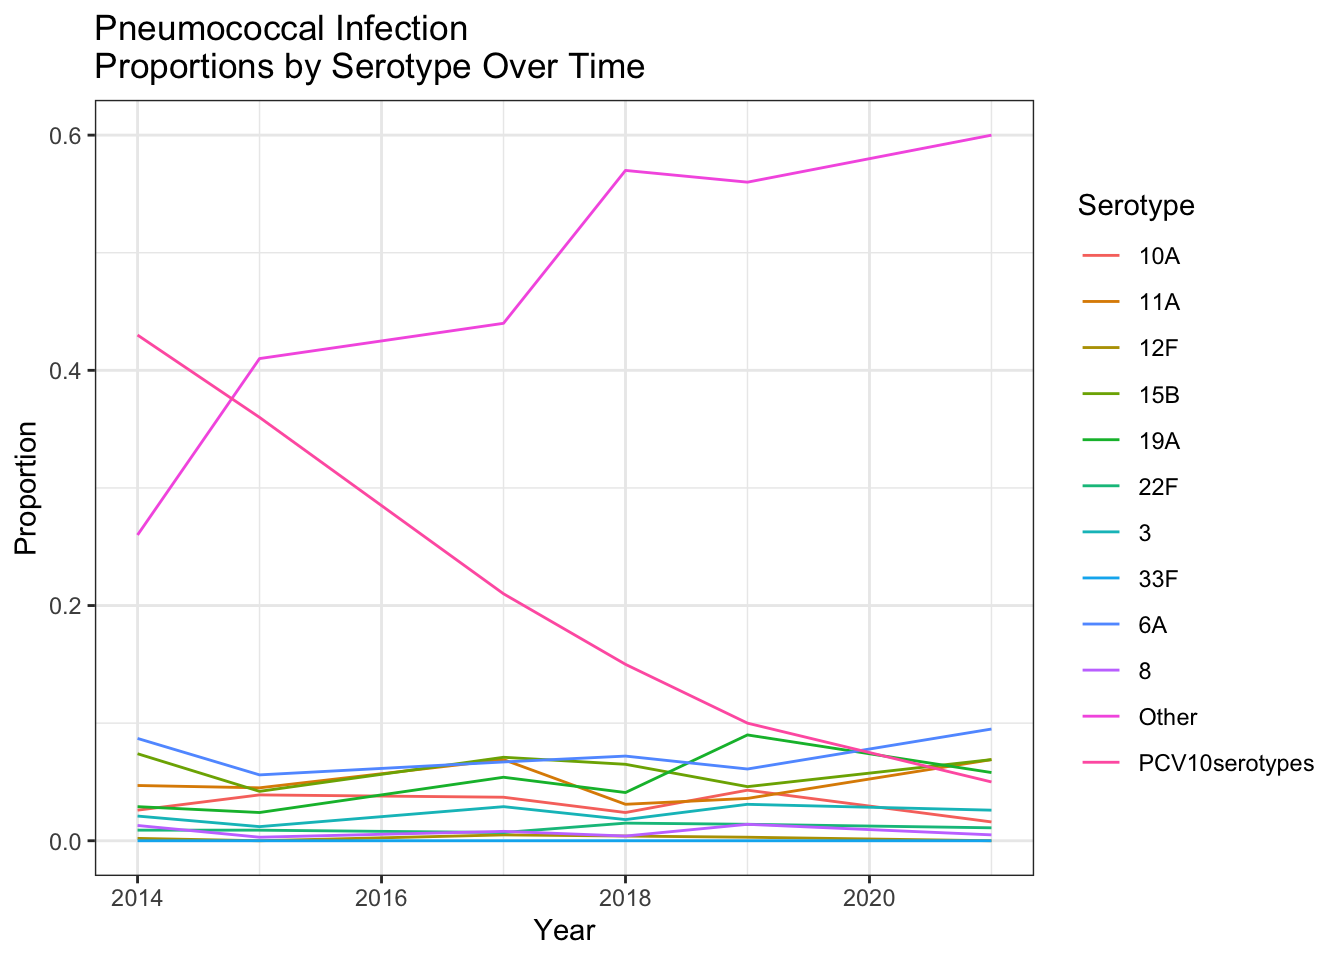 Pneumococcal Infection
Proportions by Serotype Over Time
0.6
0.4
0.2
0.0
Proportion
2014
2016
2018
2020
Year
Serotype
10A
11A
12F
15B
19A
22F
3
33F
6A
8
Other
PCV10serotypes